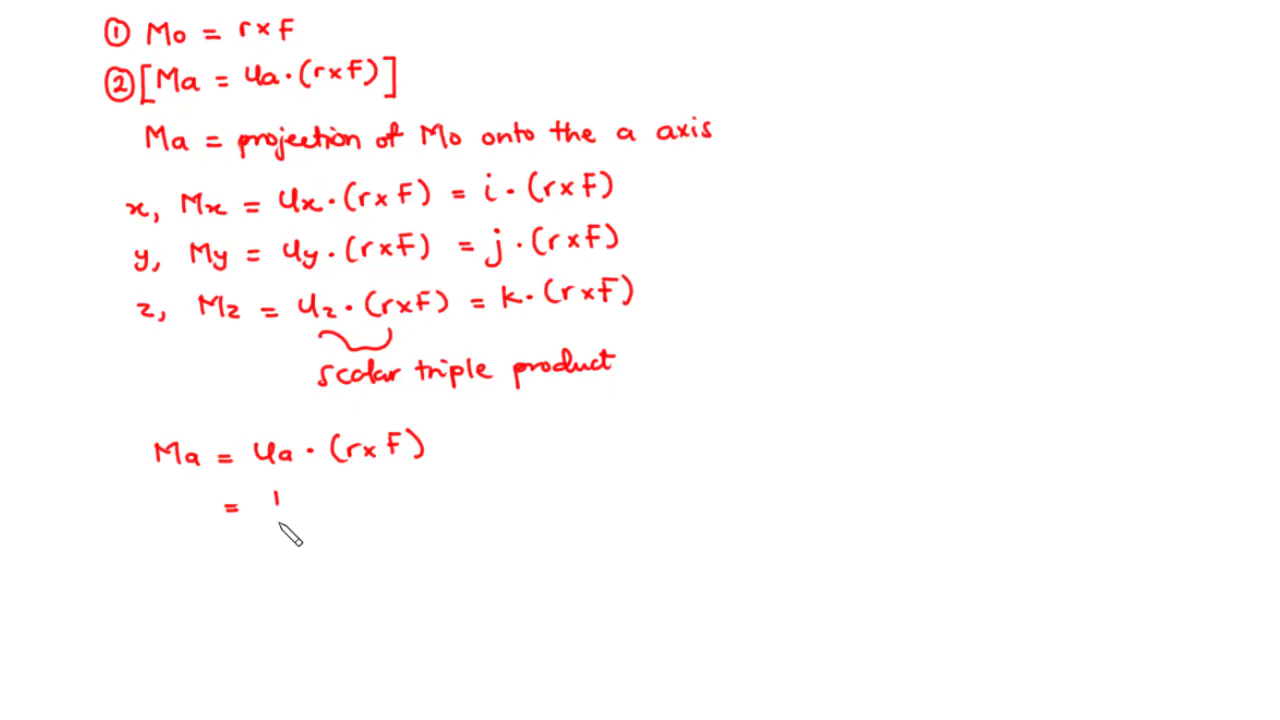 ① Mo = r×F
② [Ma = ua·(r×F)]
Ma = projection of Mo onto the a axis
x, Mx = ux·(r×F) = i·(r×F)
y, My = uy·(r×F) = j·(r×F)
z, Mz = uz·(r×F) = k·(r×F)
scalar triple product
Ma = ua·(r×F)
=